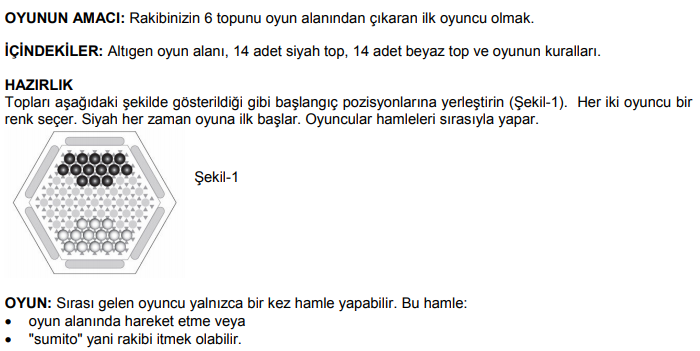 OYUNUN AMACI: Rakibinizin 6 topunu oyun alanından çıkaran ilk oyuncu olmak.
İÇİNDEKİLER: Altıgen oyun alanı, 14 adet siyah top, 14 adet beyaz top ve oyunun kuralları.
HAZIRLIK
Topları aşağıdaki şekilde gösterildiği gibi başlangıç pozisyonlarına yerleştirin (Şekil-1). Her iki oyuncu bir
renk seçer. Siyah her zaman oyuna ilk başlar. Oyuncular hamleleri sırasıyla yapar.
Şekil-1
OYUN: Sırası gelen oyuncu yalnızca bir kez hamle yapabilir. Bu hamle:
• oyun alanında hareket etme veya
• "sumito" yani rakibi itmek olabilir.